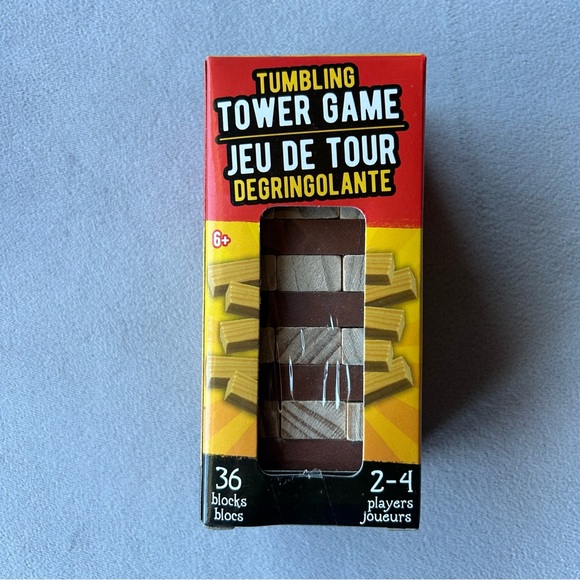 TUMBLING
TOWER GAME
JEU DE TOUR
DEGRINGOLANTE
6+
36
blocks
blocs
2-4
players
joueurs